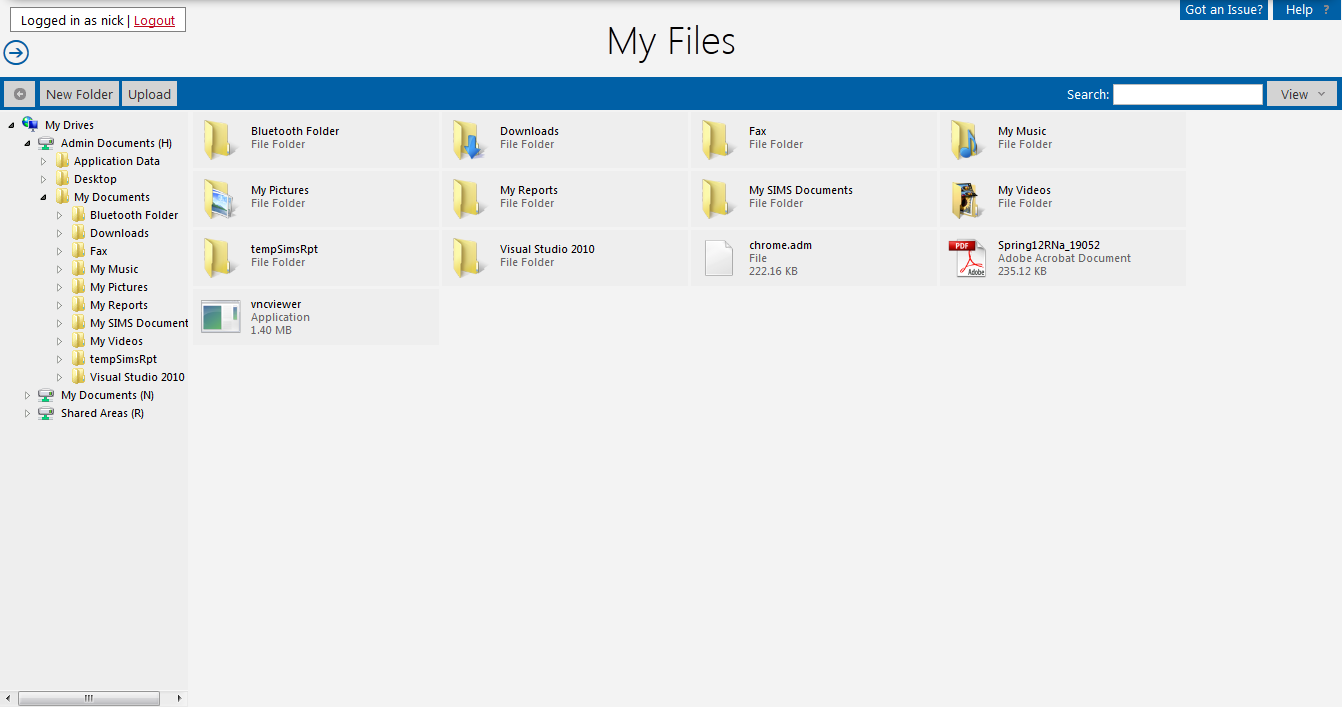 Logged in as nick | Logout
Got an Issue?
Help ?
My Files
New Folder
Upload
Search:
View
My Drives
Admin Documents (H)
Application Data
Desktop
My Documents
Bluetooth Folder
Downloads
Fax
My Music
My Pictures
My Reports
My SIMS Document
My Videos
tempSimsRpt
Visual Studio 2010
My Documents (N)
Shared Areas (R)
Bluetooth Folder
File Folder
Downloads
File Folder
Fax
File Folder
My Music
File Folder
My Pictures
File Folder
My Reports
File Folder
My SIMS Documents
File Folder
My Videos
File Folder
tempSimsRpt
File Folder
Visual Studio 2010
File Folder
chrome.adm
File
222.16 KB
PDF
Adobe
Spring12RNa_19052
Adobe Acrobat Document
235.12 KB
vncviewer
Application
1.40 MB